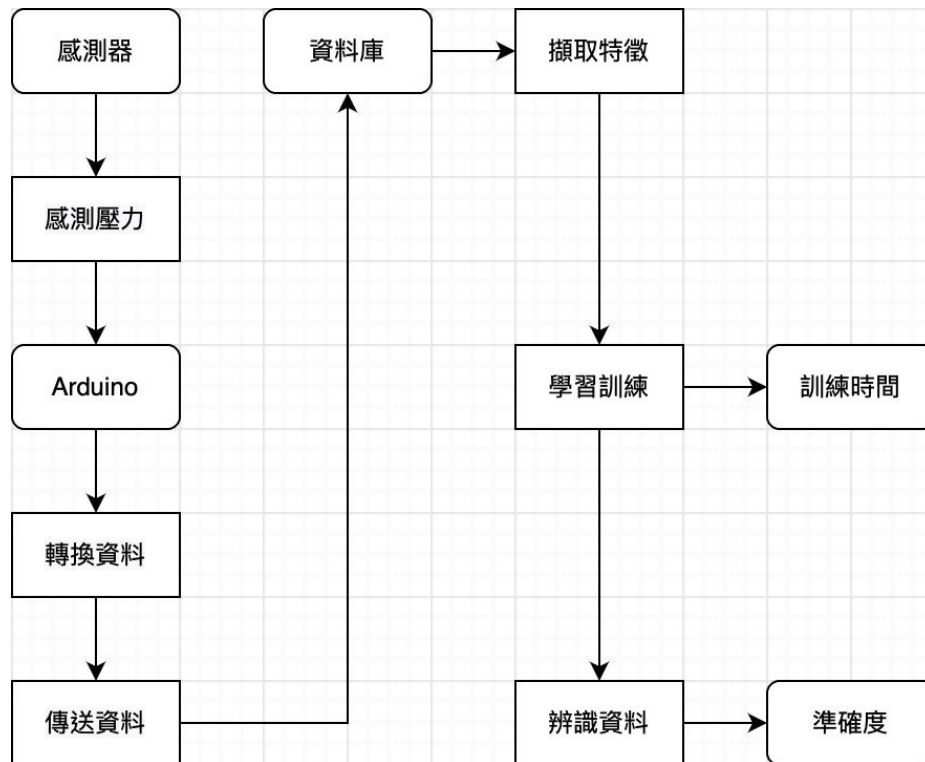 感測器
感測壓力
Arduino
轉換資料
傳送資料
資料庫
擷取特徵
學習訓練
訓練時間
辨識資料
準確度